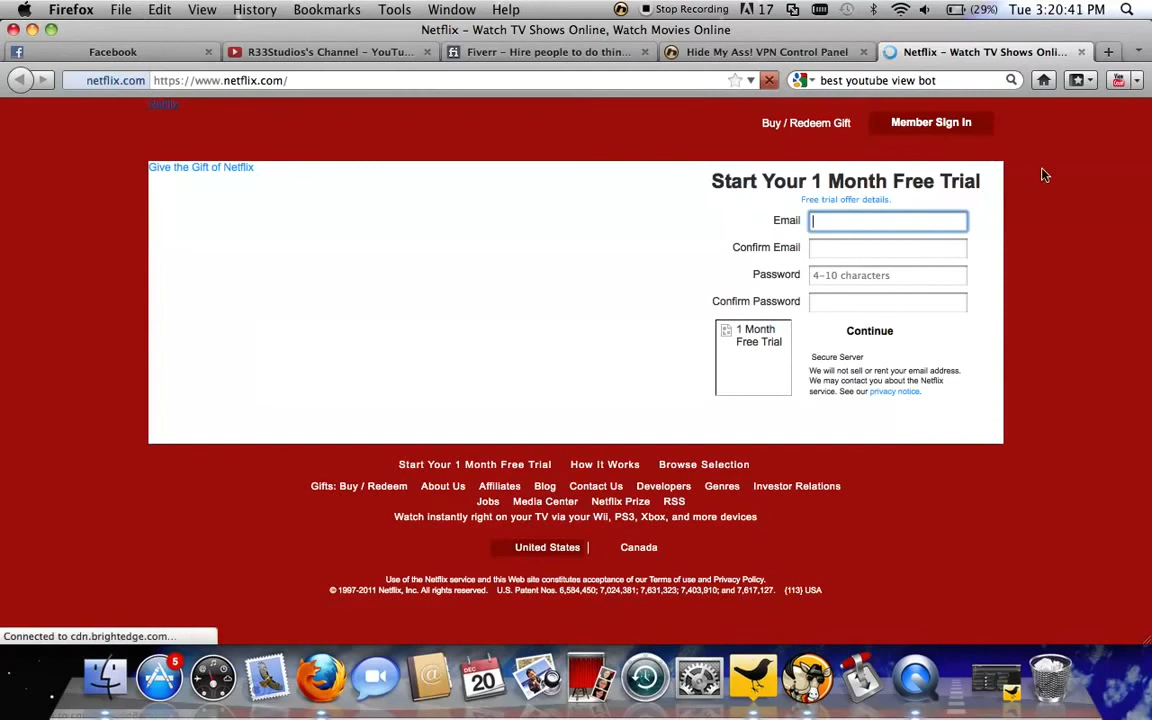 Firefox File Edit View History Bookmarks Tools Window Help Stop Recording 17 (29%) Tue 3:20:41 PM
Netflix – Watch TV Shows Online, Watch Movies Online
Facebook R33Studios's Channel – YouTu... Fiverr – Hire people to do thin... Hide My Ass! VPN Control Panel Netflix – Watch TV Shows Onli...
netflix.com https://www.netflix.com/ best youtube view bot
Netflix
Buy / Redeem Gift Member Sign In
Give the Gift of Netflix
Start Your 1 Month Free Trial
Free trial offer details.
Email
Confirm Email
Password 4–10 characters
Confirm Password
1 Month
Free Trial
Continue
Secure Server
We will not sell or rent your email address.
We may contact you about the Netflix
service. See our privacy notice.
Start Your 1 Month Free Trial How It Works Browse Selection
Gifts: Buy / Redeem About Us Affiliates Blog Contact Us Developers Genres Investor Relations
Jobs Media Center Netflix Prize RSS
Watch instantly right on your TV via your Wii, PS3, Xbox, and more devices
United States | Canada
Use of the Netflix service and this Web site constitutes acceptance of our Terms of use and Privacy Policy.
© 1997-2011 Netflix, Inc. All rights reserved. U.S. Patent Nos. 6,584,450; 7,024,381; 7,631,323; 7,403,910; and 7,617,127. {113} USA
Connected to cdn.brightedge.com...
5
DEC
20